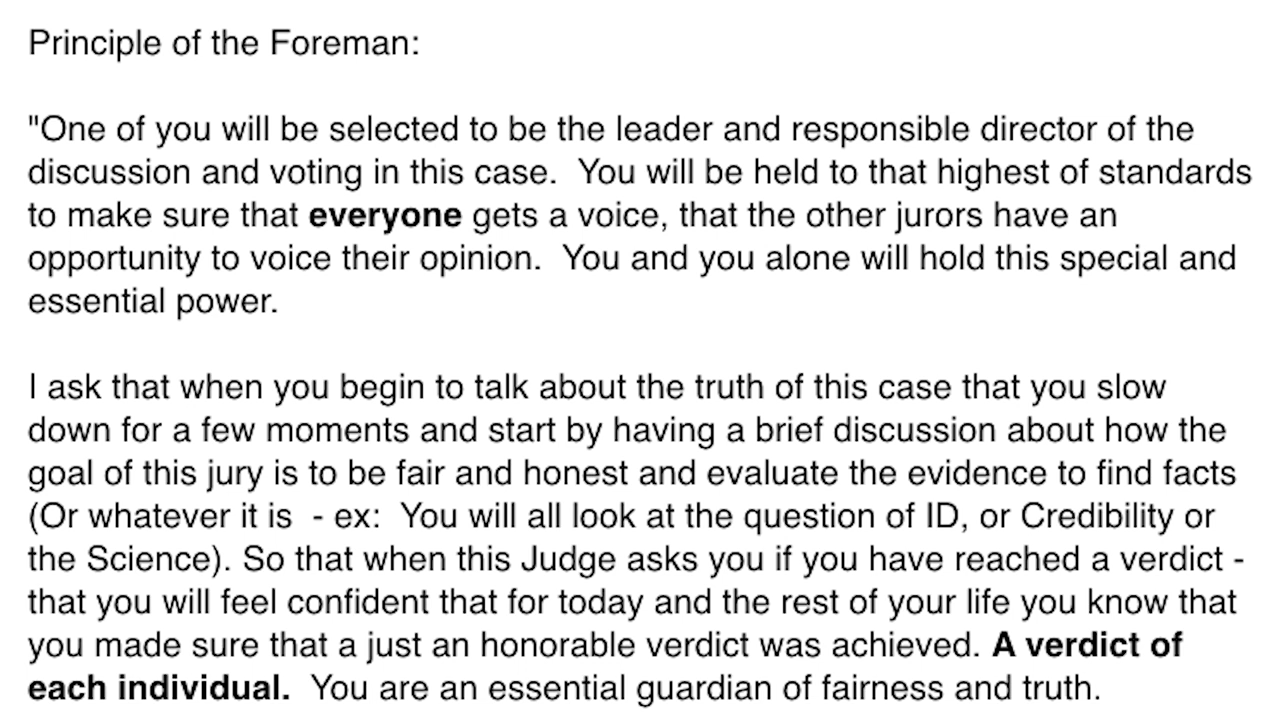 Principle of the Foreman:
"One of you will be selected to be the leader and responsible director of the
discussion and voting in this case.  You will be held to that highest of standards
to make sure that everyone gets a voice, that the other jurors have an
opportunity to voice their opinion.  You and you alone will hold this special and
essential power.
I ask that when you begin to talk about the truth of this case that you slow
down for a few moments and start by having a brief discussion about how the
goal of this jury is to be fair and honest and evaluate the evidence to find facts
(Or whatever it is  - ex:  You will all look at the question of ID, or Credibility or
the Science). So that when this Judge asks you if you have reached a verdict -
that you will feel confident that for today and the rest of your life you know that
you made sure that a just an honorable verdict was achieved. A verdict of
each individual.  You are an essential guardian of fairness and truth.